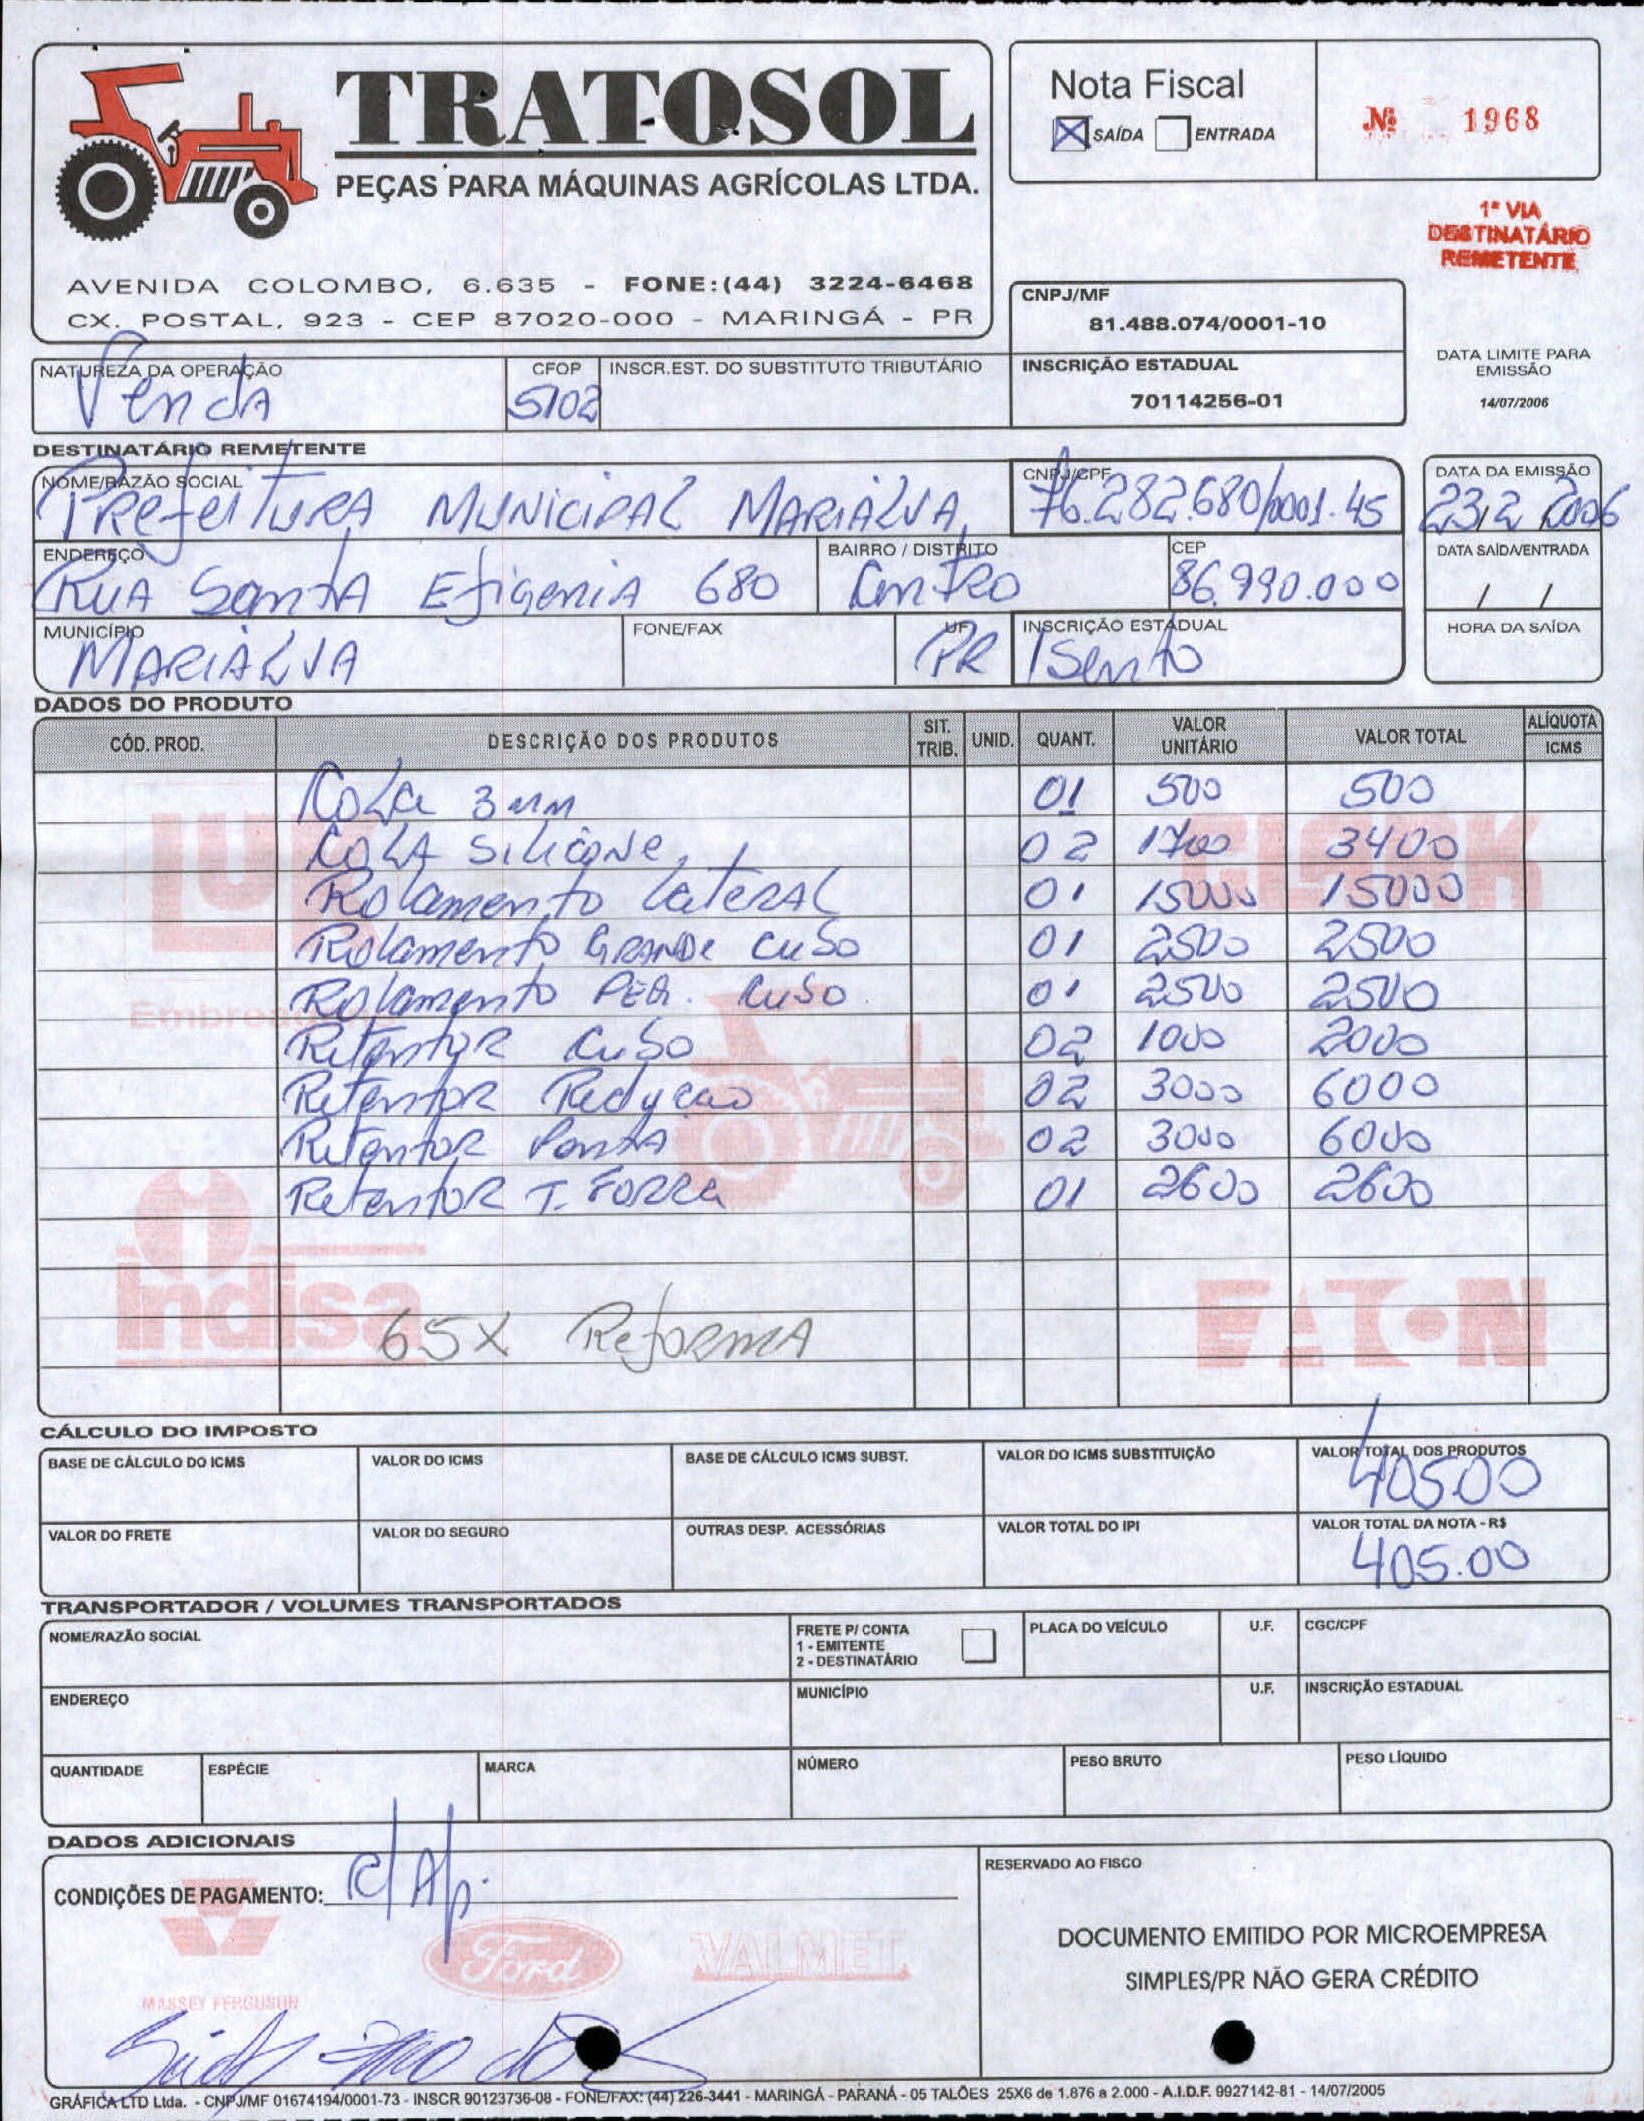 TRATOSOL
PEÇAS PARA MÁQUINAS AGRÍCOLAS LTDA.
AVENIDA COLOMBO, 6.635 - FONE:(44) 3224-6468
CX. POSTAL, 923 - CEP 87020-000 - MARINGÁ - PR
Nota Fiscal
SAÍDA ENTRADA
Nº 1968
1ª VIA
DESTINATÁRIO
REMETENTE
CNPJ/MF
81.488.074/0001-10
NATUREZA DA OPERAÇÃO CFOP INSCR.EST. DO SUBSTITUTO TRIBUTÁRIO INSCRIÇÃO ESTADUAL
Venda 5102 70114256-01
DATA LIMITE PARA
EMISSÃO
14/07/2006
DESTINATÁRIO REMETENTE
NOME/RAZÃO SOCIAL CNPJ/CPF DATA DA EMISSÃO
Prefeitura Municipal Marialva 76.282.680/0001.45 23/2/2006
ENDEREÇO BAIRRO / DISTRITO CEP DATA SAÍDA/ENTRADA
Rua Santa Efigenia 680 Centro 86.990.000 / /
MUNICÍPIO FONE/FAX UF INSCRIÇÃO ESTADUAL HORA DA SAÍDA
Marialva PR Isento
DADOS DO PRODUTO
CÓD. PROD. DESCRIÇÃO DOS PRODUTOS SIT. TRIB. UNID. QUANT. VALOR UNITÁRIO VALOR TOTAL ALÍQUOTA ICMS
Cola 3 mm 01 500 500
Cola Silicone 02 1700 3400
Rolamento Lateral 01 15000 15000
Rolamento Grande Cubo 01 2500 2500
Rolamento Peq. Cubo 01 2500 2500
Retentor Cubo 02 1000 2000
Retentor Redução 02 3000 6000
Retentor Ponta 02 3000 6000
Retentor T. Forca 01 2600 2600
65X Reforma
LUK
Embreagens
indisa
EATON
CÁLCULO DO IMPOSTO
BASE DE CÁLCULO DO ICMS VALOR DO ICMS BASE DE CÁLCULO ICMS SUBST. VALOR DO ICMS SUBSTITUIÇÃO VALOR TOTAL DOS PRODUTOS
405.00
VALOR DO FRETE VALOR DO SEGURO OUTRAS DESP. ACESSÓRIAS VALOR TOTAL DO IPI VALOR TOTAL DA NOTA - R$
405.00
TRANSPORTADOR / VOLUMES TRANSPORTADOS
NOME/RAZÃO SOCIAL FRETE P/ CONTA PLACA DO VEÍCULO U.F. CGC/CPF
1 - EMITENTE
2 - DESTINATÁRIO
ENDEREÇO MUNICÍPIO U.F. INSCRIÇÃO ESTADUAL
QUANTIDADE ESPÉCIE MARCA NÚMERO PESO BRUTO PESO LÍQUIDO
DADOS ADICIONAIS
CONDIÇÕES DE PAGAMENTO: c/ Ap.
MASSEY FERGUSON
Ford
VALMET
RESERVADO AO FISCO
DOCUMENTO EMITIDO POR MICROEMPRESA
SIMPLES/PR NÃO GERA CRÉDITO
GRÁFICA LTD Ltda. - CNPJ/MF 01674194/0001-73 - INSCR 90123736-08 - FONE/FAX: (44) 226-3441 - MARINGÁ - PARANÁ - 05 TALÕES 25X6 de 1.876 a 2.000 - A.I.D.F. 9927142-81 - 14/07/2005